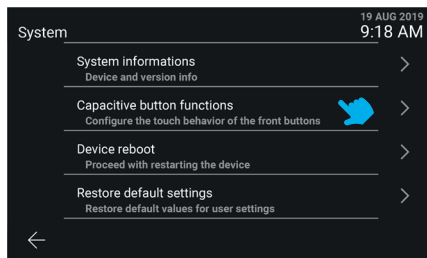 19 AUG 2019
System 9:18 AM
System informations
Device and version info
Capacitive button functions
Configure the touch behavior of the front buttons
Device reboot
Proceed with restarting the device
Restore default settings
Restore default values for user settings